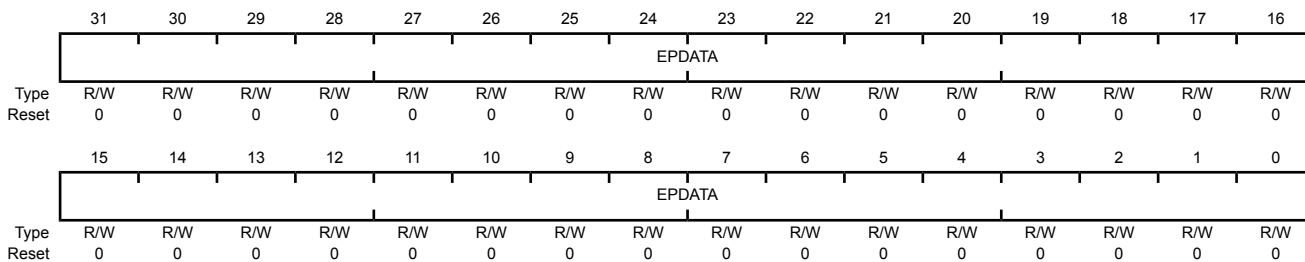 31 30 29 28 27 26 25 24 23 22 21 20 19 18 17 16
EPDATA
Type R/W R/W R/W R/W R/W R/W R/W R/W R/W R/W R/W R/W R/W R/W R/W R/W
Reset 0 0 0 0 0 0 0 0 0 0 0 0 0 0 0 0
15 14 13 12 11 10 9 8 7 6 5 4 3 2 1 0
EPDATA
Type R/W R/W R/W R/W R/W R/W R/W R/W R/W R/W R/W R/W R/W R/W R/W R/W
Reset 0 0 0 0 0 0 0 0 0 0 0 0 0 0 0 0